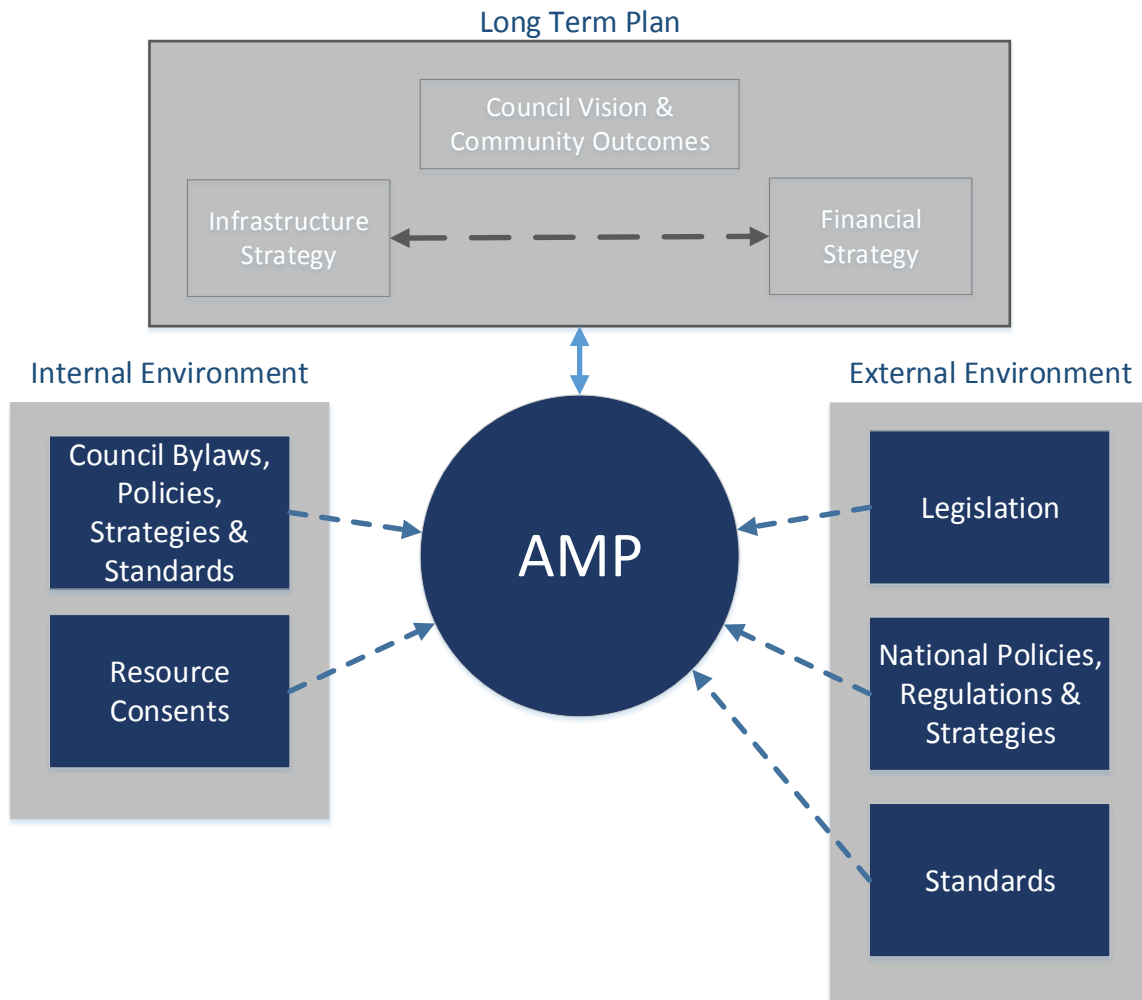 Long Term Plan
Council Vision &
Community Outcomes
Infrastructure
Strategy
Financial
Strategy
Internal Environment
Council Bylaws,
Policies,
Strategies &
Standards
Resource
Consents
AMP
External Environment
Legislation
National Policies,
Regulations &
Strategies
Standards